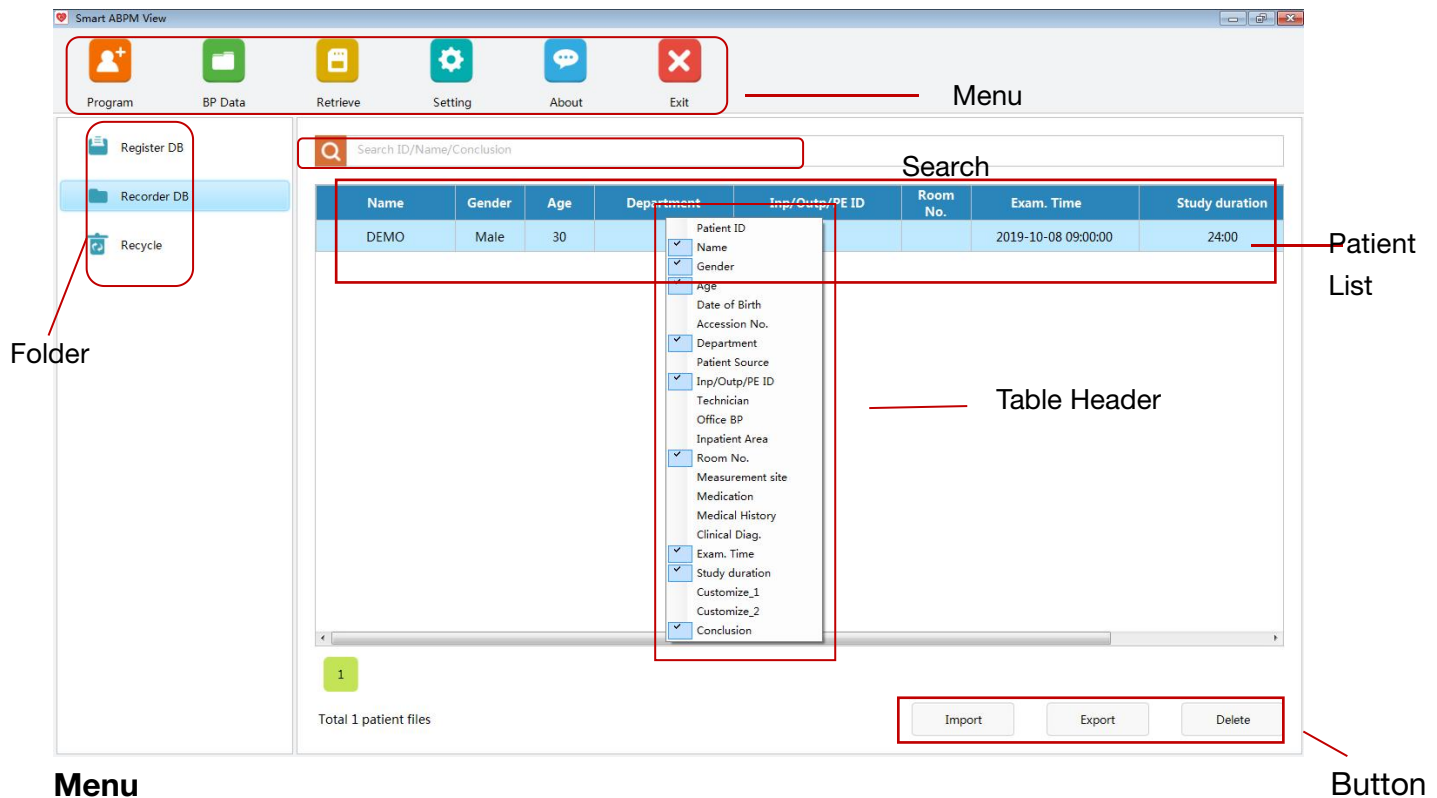 Smart ABPM View
Program BP Data Retrieve Setting About Exit
Menu
Register DB
Recorder DB
Recycle
Folder
Search ID/Name/Conclusion
Search
Name Gender Age Department Inp/Outp/PE ID Room No. Exam. Time Study duration
DEMO Male 30 2019-10-08 09:00:00 24:00
Patient
List
Patient ID
Name
Gender
Age
Date of Birth
Accession No.
Department
Patient Source
Inp/Outp/PE ID
Technician
Office BP
Inpatient Area
Room No.
Measurement site
Medication
Medical History
Clinical Diag.
Exam. Time
Study duration
Customize_1
Customize_2
Conclusion
Table Header
1
Total 1 patient files
Import Export Delete
Button
Menu